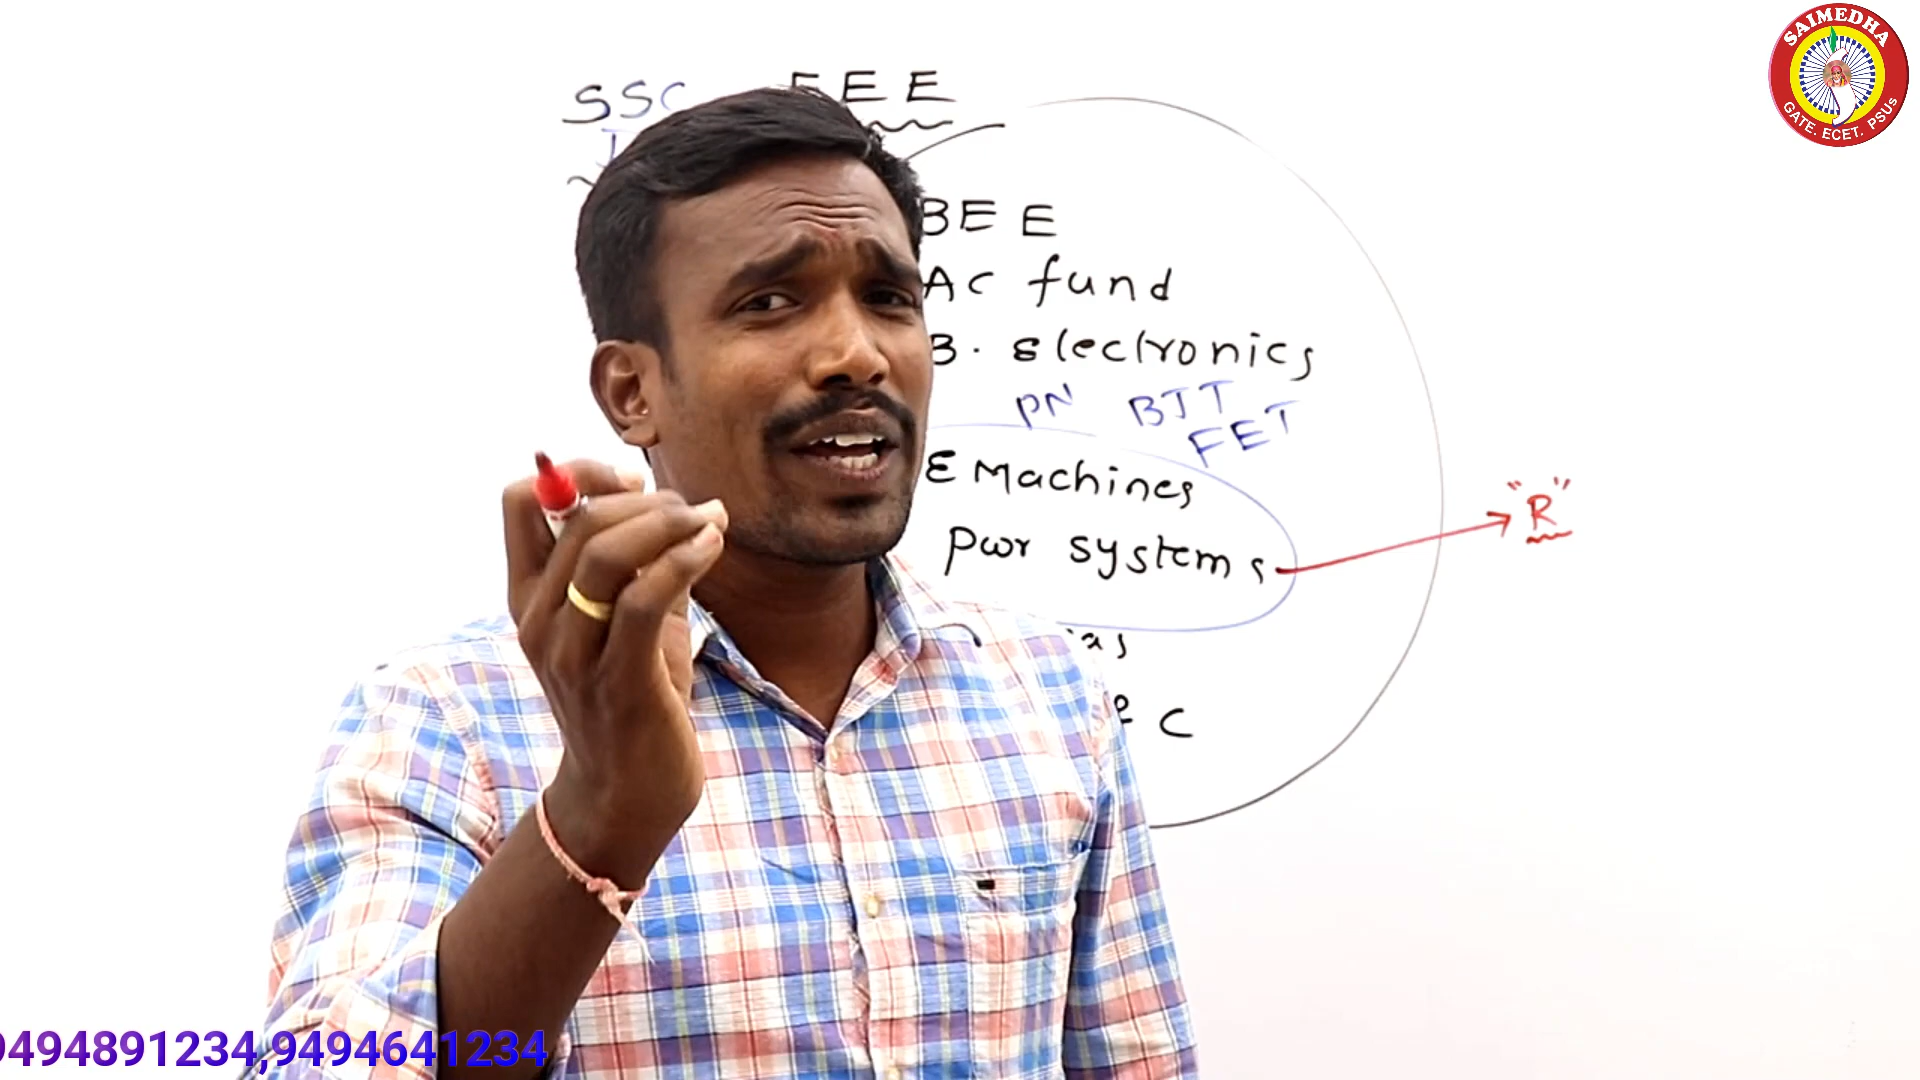 SSC EEE
BEE
AC fund
B. electronics
PN BJT
FET
E Machines
pwr systems
"R"
C
SAIMEDHA
GATE. ECET. PSUs
9494891234,9494641234